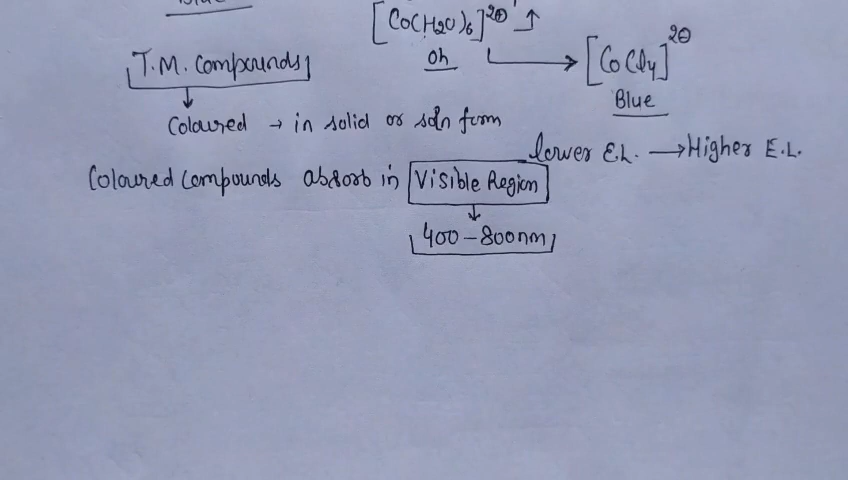 Blue
[Co(H2O)6]2⊕
T.M. Compounds
Oh → [CoCl4]2⊖
Blue
Coloured → in solid or soln form
lower E.L. → Higher E.L.
Coloured Compounds absorb in Visible Region
400 – 800nm